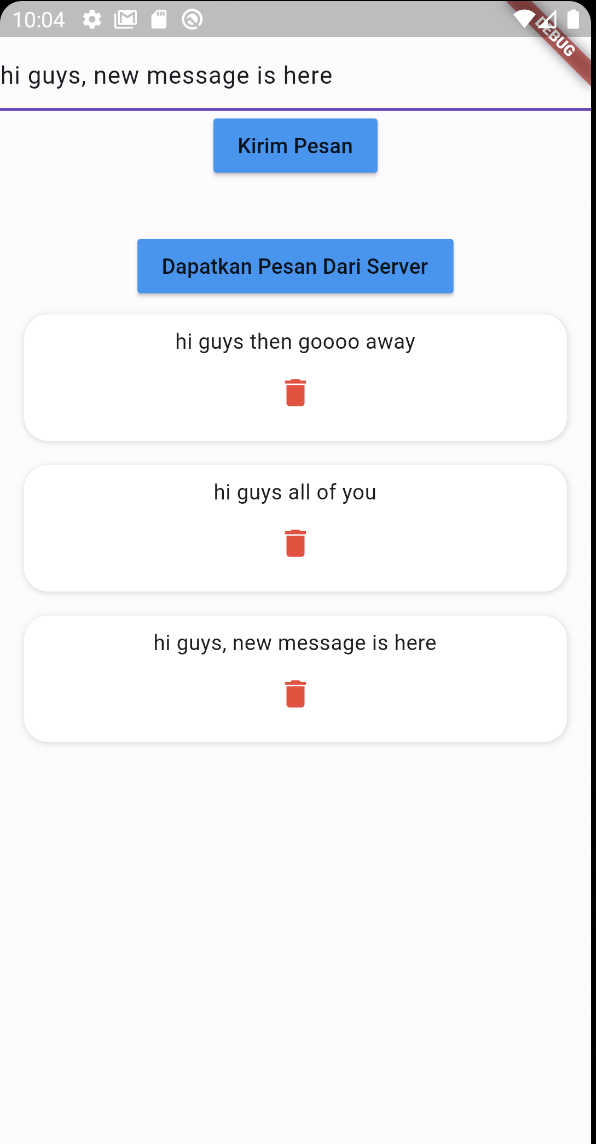 10:04
DEBUG
hi guys, new message is here
Kirim Pesan
Dapatkan Pesan Dari Server
hi guys then goooo away
hi guys all of you
hi guys, new message is here